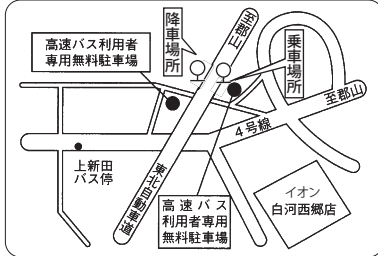 高速バス利用者
専用無料駐車場
降車場所
至郡山
乗車場所
至郡山
4号線
上新田
バス停
東北自動車道
高速バス
利用者専用
無料駐車場
イオン
白河西郷店